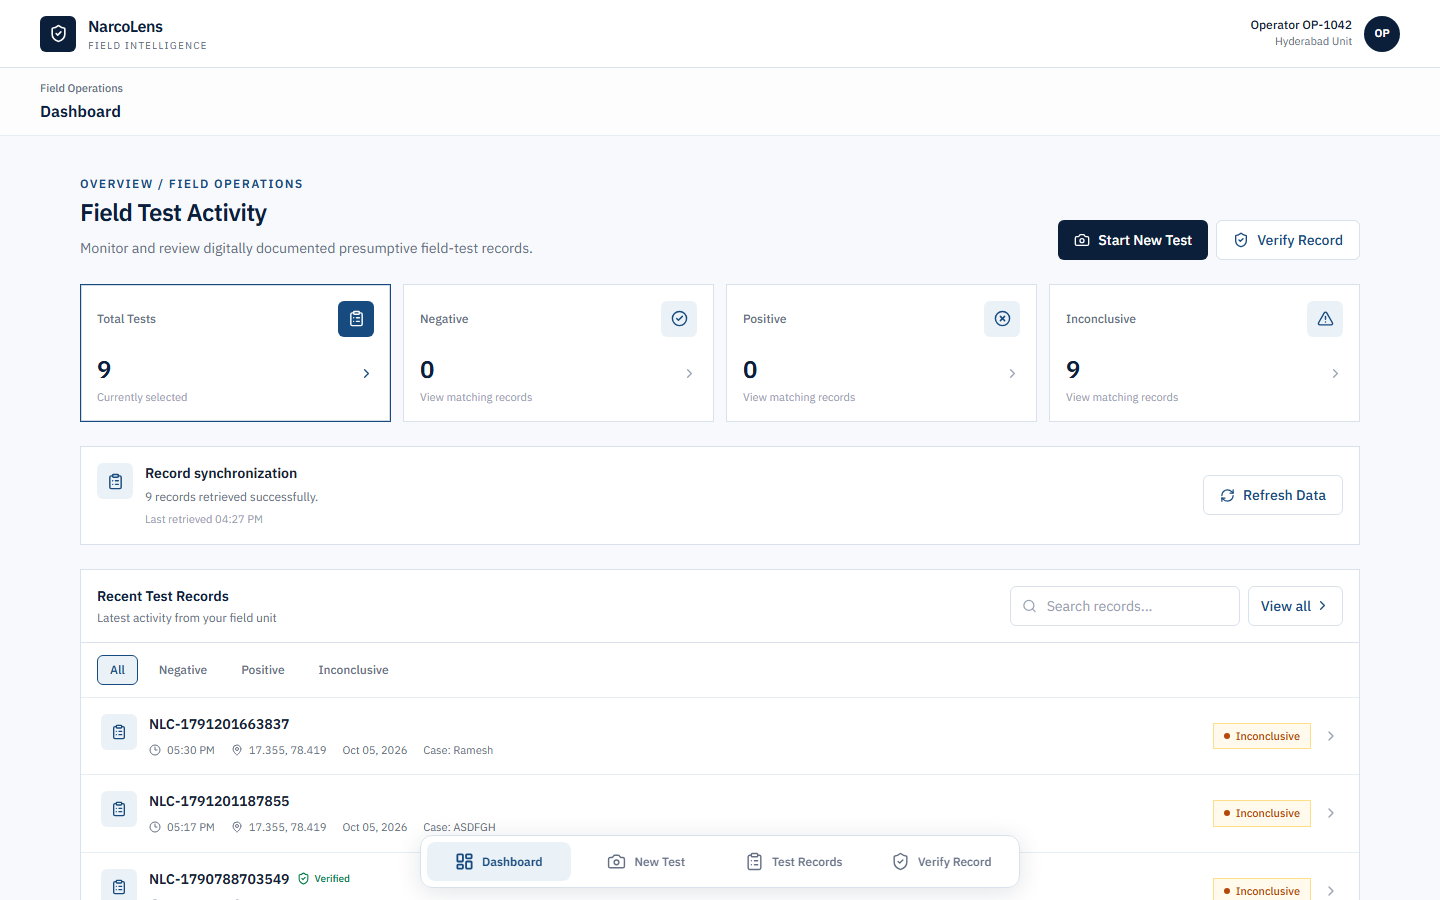 NarcoLens
FIELD INTELLIGENCE
Operator OP-1042
Hyderabad Unit
OP
Field Operations
Dashboard
OVERVIEW / FIELD OPERATIONS
Field Test Activity
Monitor and review digitally documented presumptive field-test records.
Start New Test
Verify Record
Total Tests
9
Currently selected
Negative
0
View matching records
Positive
0
View matching records
Inconclusive
9
View matching records
Record synchronization
9 records retrieved successfully.
Last retrieved 04:27 PM
Refresh Data
Recent Test Records
Latest activity from your field unit
Search records...
View all
All Negative Positive Inconclusive
NLC-1791201663837
05:30 PM 17.355, 78.419 Oct 05, 2026 Case: Ramesh
Inconclusive
NLC-1791201187855
05:17 PM 17.355, 78.419 Oct 05, 2026 Case: ASDFGH
Inconclusive
NLC-1790788703549 Verified
Inconclusive
Dashboard New Test Test Records Verify Record